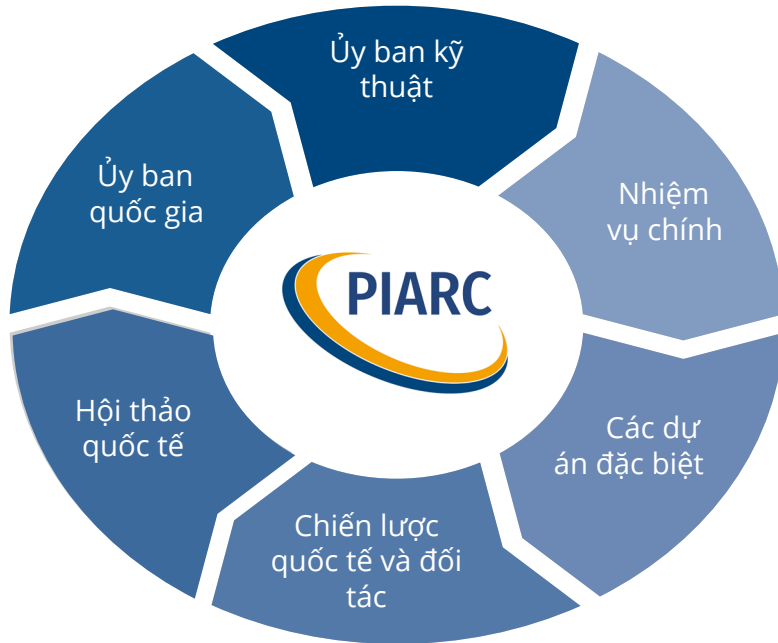 Ủy ban kỹ
thuật
Nhiệm
vụ chính
Các dự
án đặc biệt
Chiến lược
quốc tế và đối
tác
Hội thảo
quốc tế
Ủy ban
quốc gia
PIARC